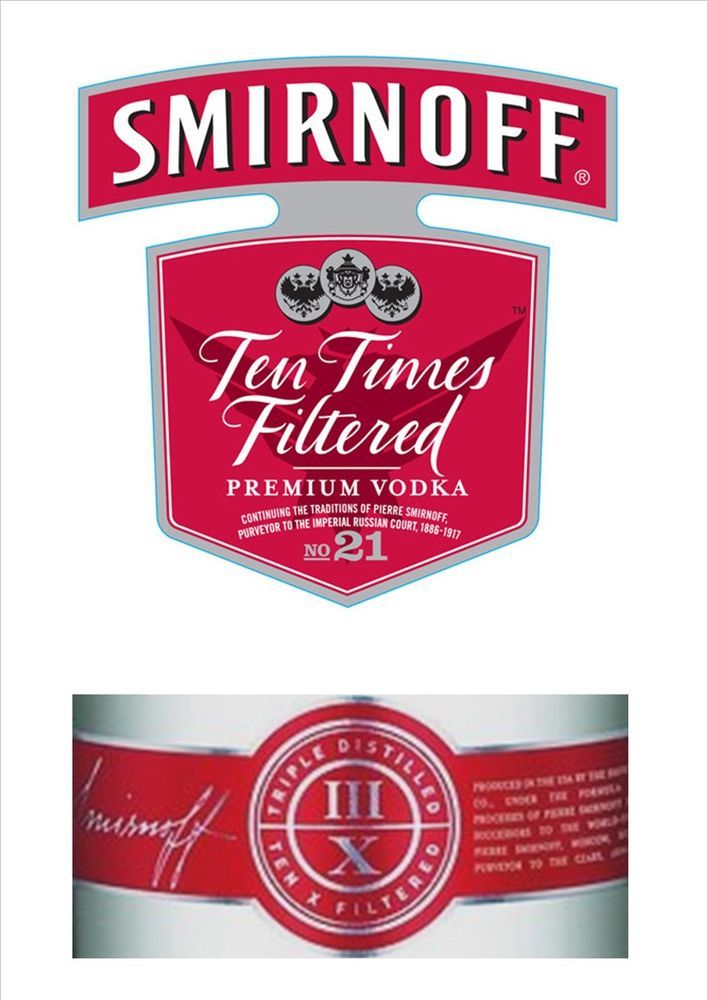 SMIRNOFF®
TM
Ten Times
Filtered
PREMIUM VODKA
CONTINUING THE TRADITIONS OF PIERRE SMIRNOFF,
PURVEYOR TO THE IMPERIAL RUSSIAN COURT, 1886-1917
NO 21
TRIPLE DISTILLED
III
X
TEN X FILTERED
Smirnoff
PRODUCED IN THE USA BY THE
CO., UNDER THE FORMULA
PROCESSES OF PIERRE SMIRNOFF
SUCCESSORS TO THE WORLD
PIERRE SMIRNOFF, MOSCOW,
PURVEYOR TO THE CZARS,